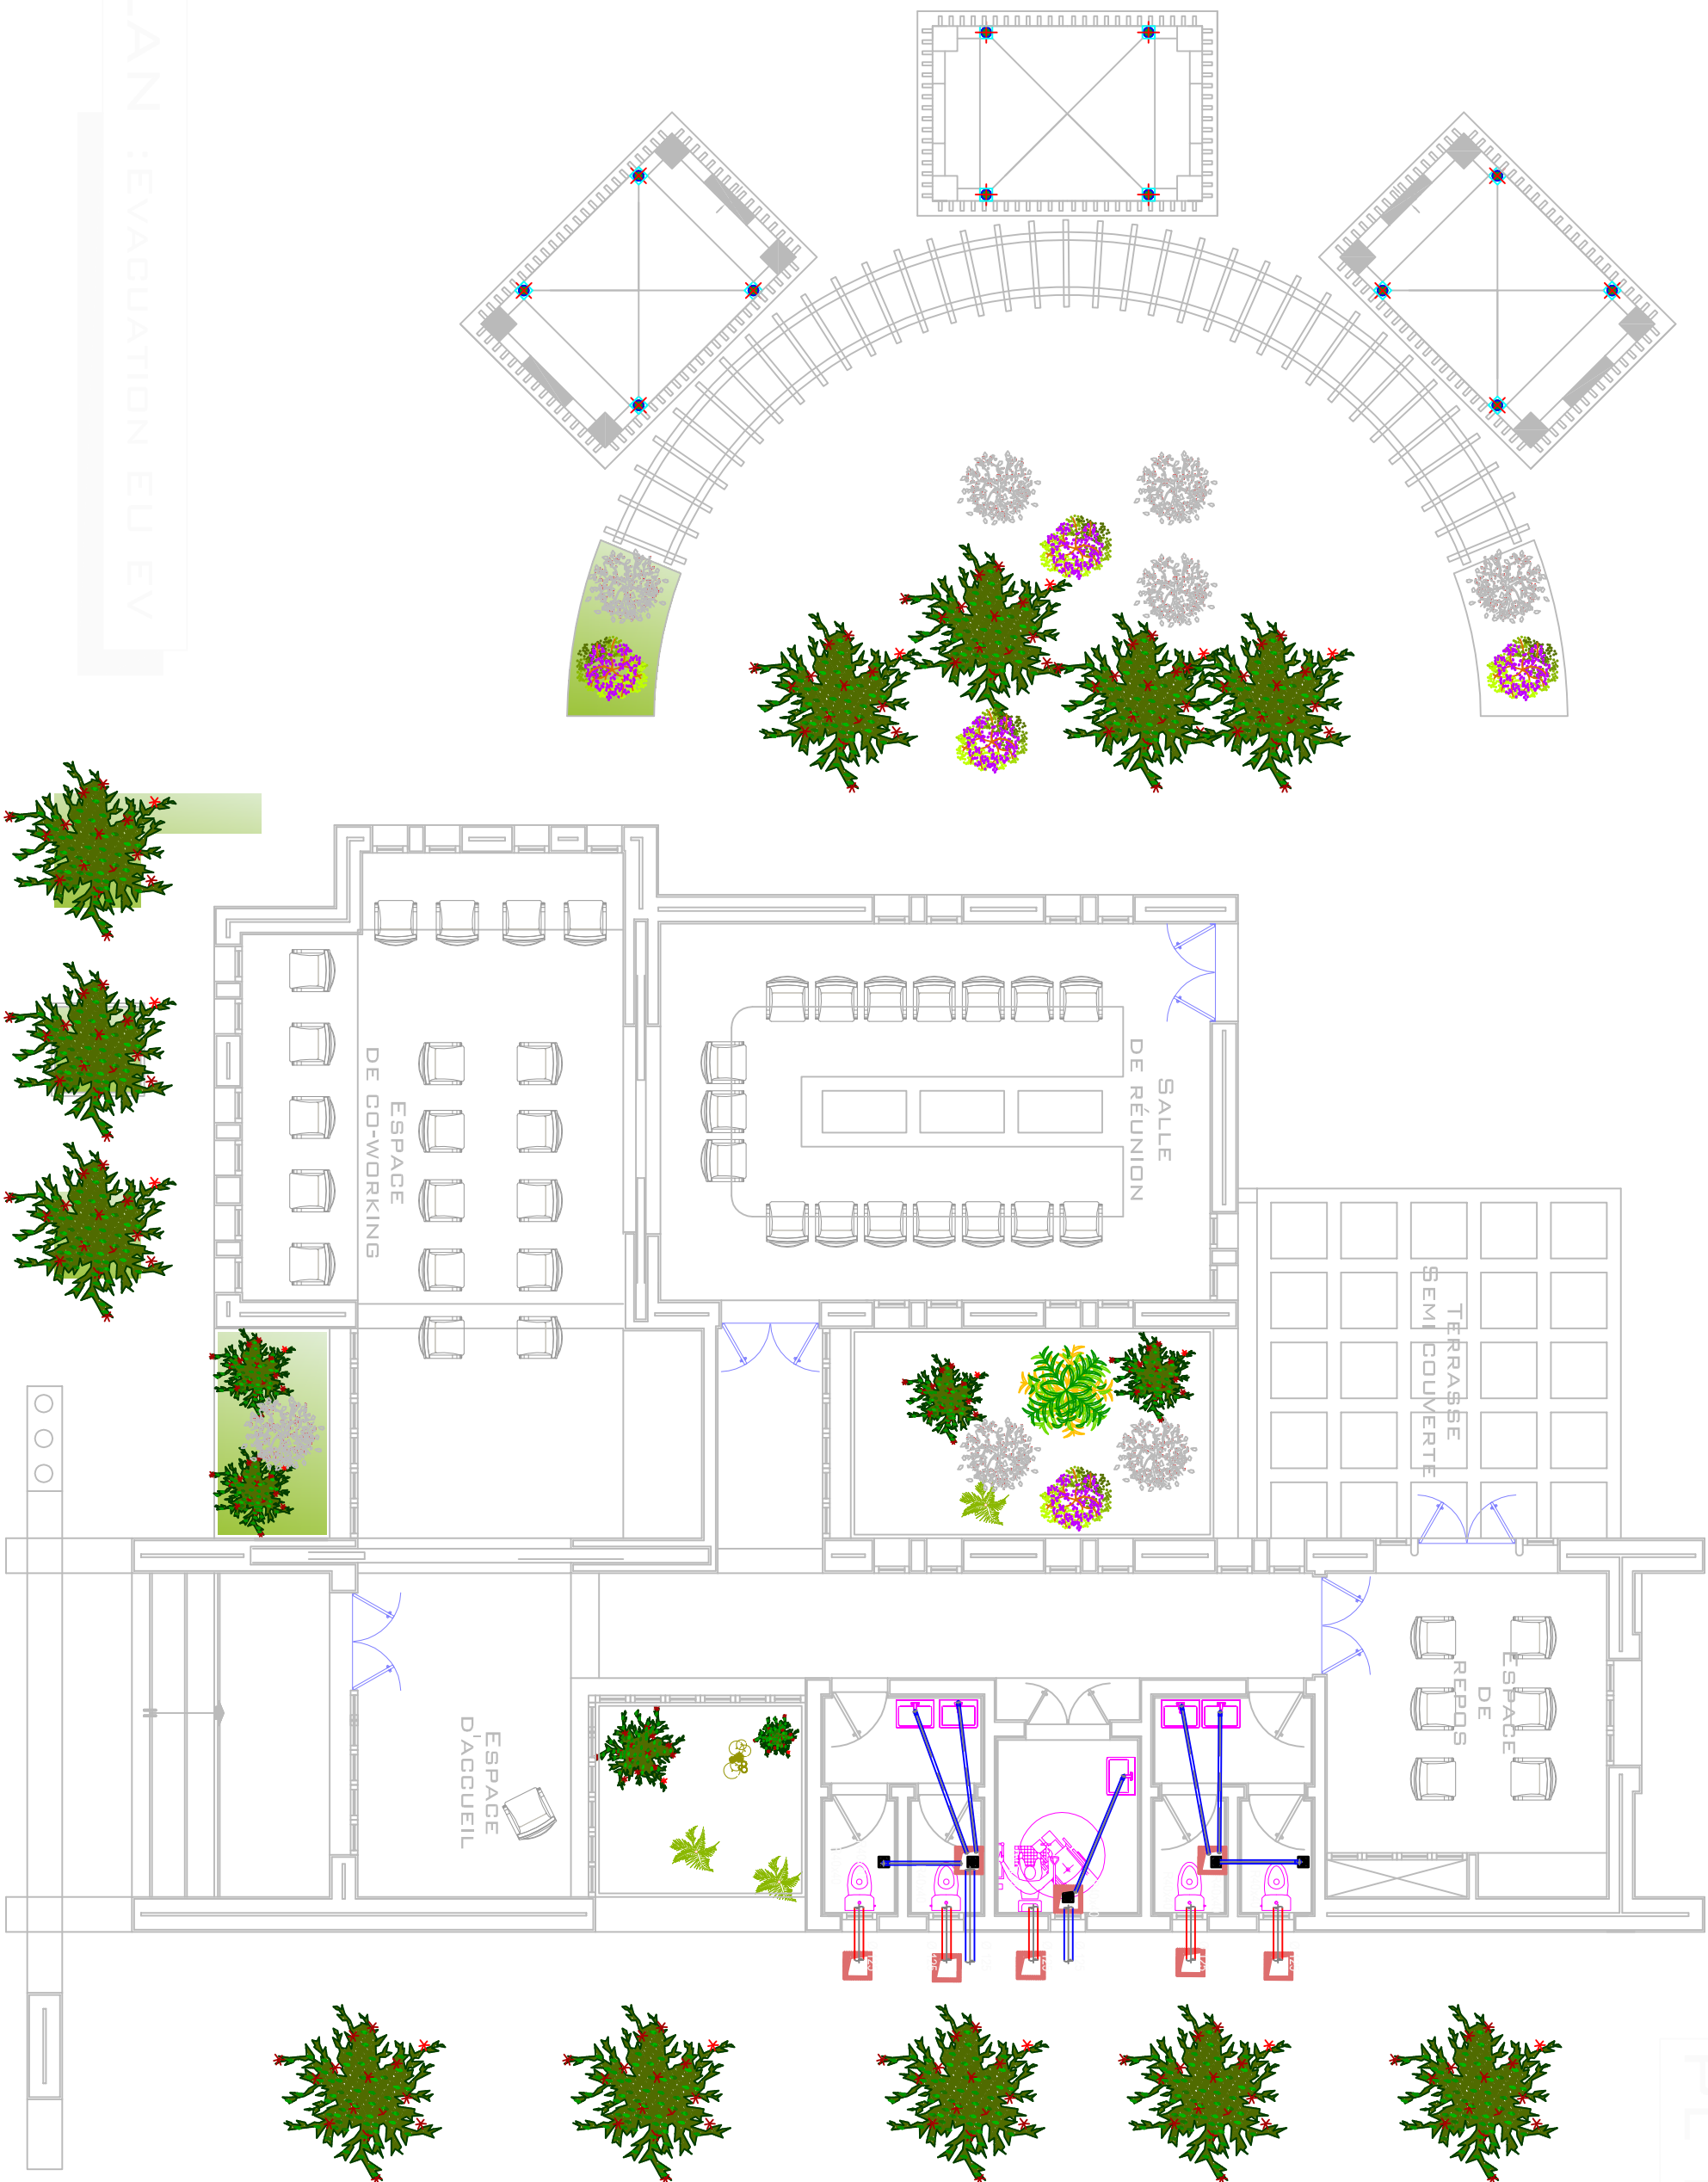 PLAN :EVACUATION EU EV
ESPACE
DE CO-WORKING
SALLE
DE RÉUNION
TERRASSE
SEMI COUVERTE
ESPACE
DE
REPOS
ESPACE
D'ACCUEIL